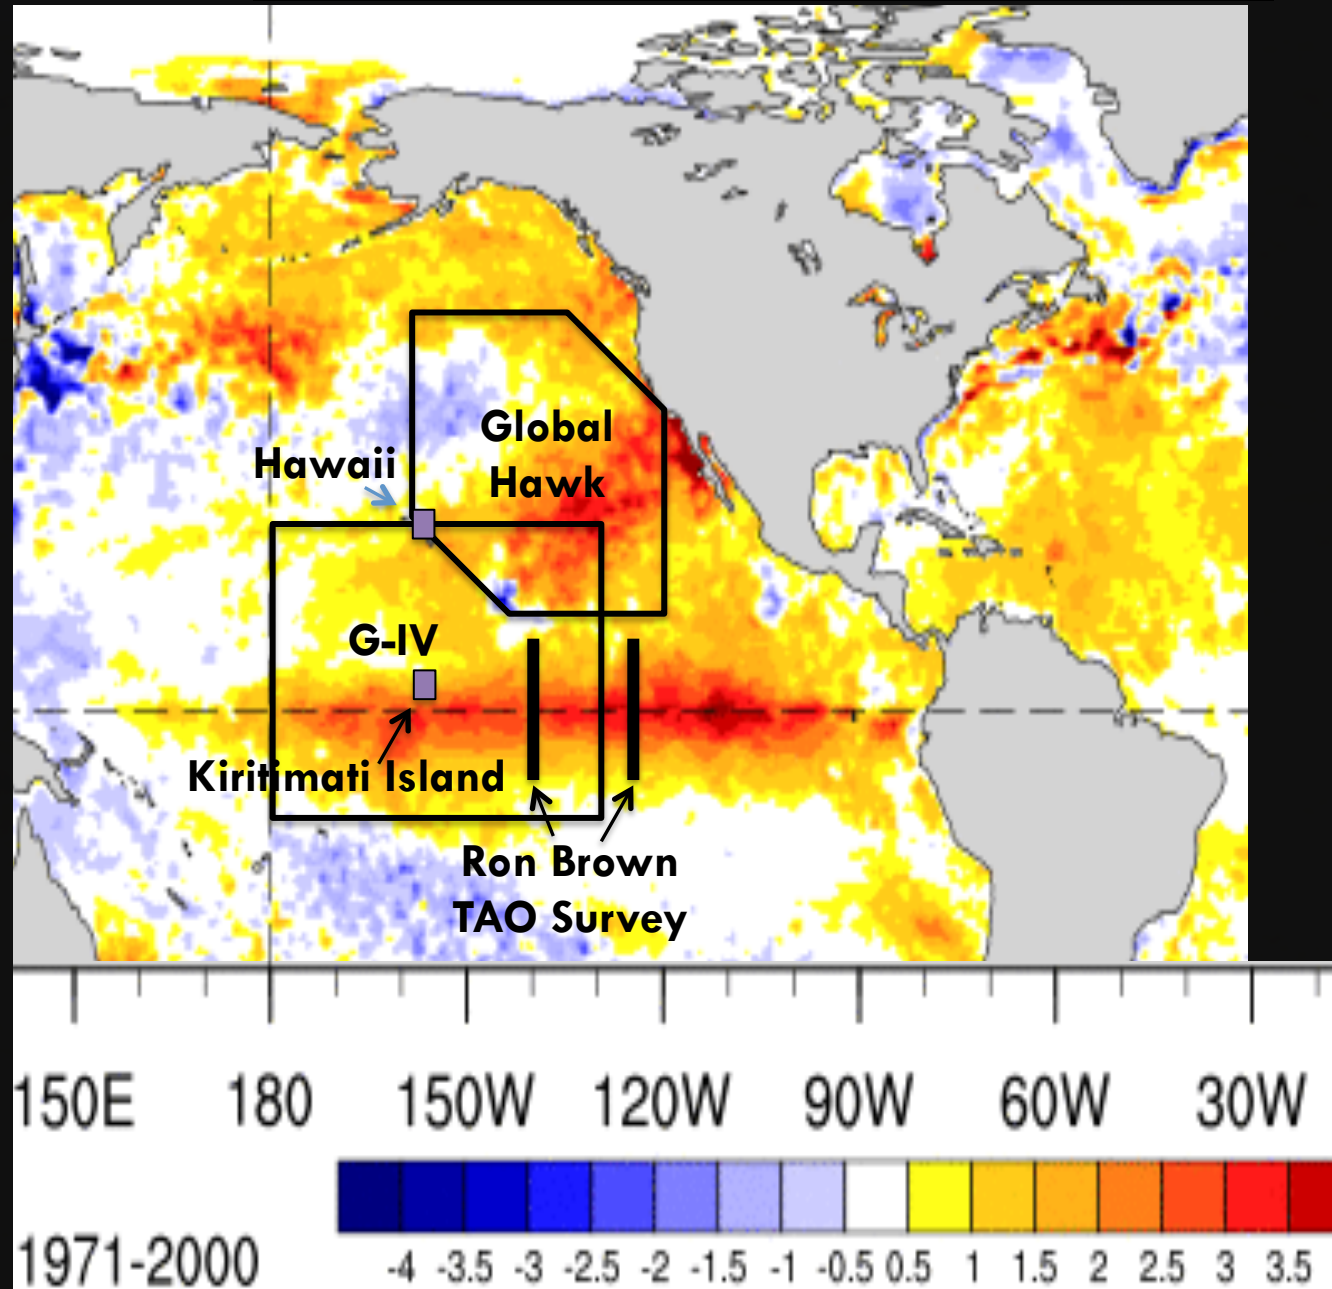 Global
Hawk
Hawaii
G-IV
Kiritimati Island
Ron Brown
TAO Survey
150E 180 150W 120W 90W 60W 30W
1971-2000
-4 -3.5 -3 -2.5 -2 -1.5 -1 -0.5 0.5 1 1.5 2 2.5 3 3.5